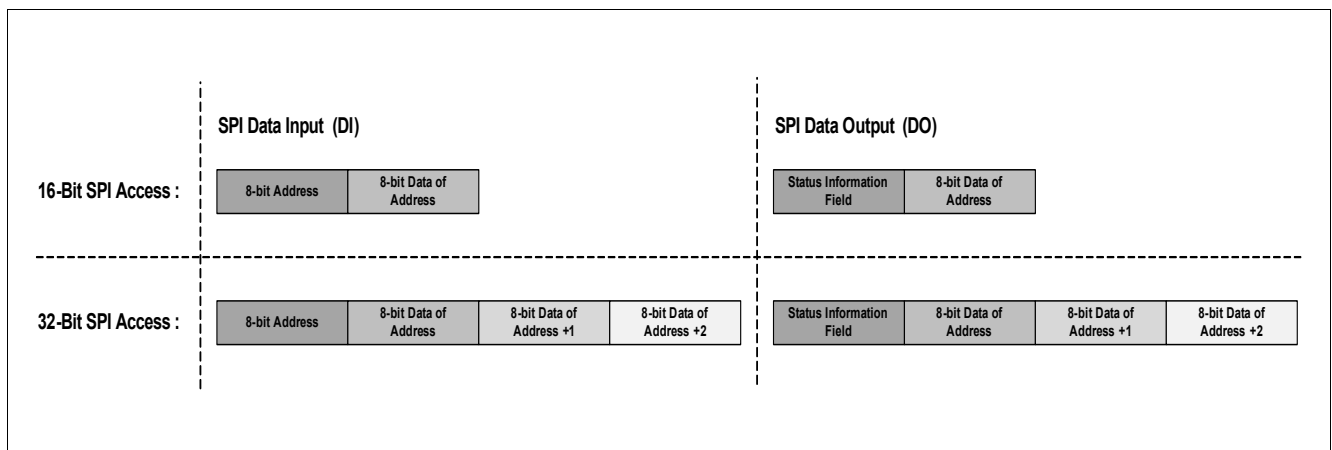 SPI Data Input (DI)
SPI Data Output (DO)
16-Bit SPI Access :
8-bit Address
8-bit Data of
Address
Status Information
Field
8-bit Data of
Address
32-Bit SPI Access :
8-bit Address
8-bit Data of
Address
8-bit Data of
Address +1
8-bit Data of
Address +2
Status Information
Field
8-bit Data of
Address
8-bit Data of
Address +1
8-bit Data of
Address +2